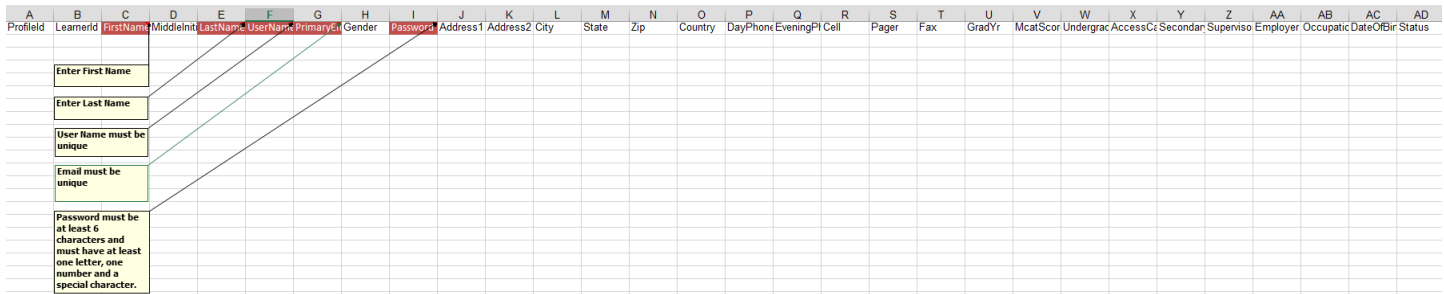 A B C D E F G H I J K L M N O P Q R S T U V W X Y Z AA AB AC AD
ProfileId LearnerId FirstName MiddleIniti LastName UserName PrimaryEm Gender Password Address1 Address2 City State Zip Country DayPhone EveningPl Cell Pager Fax GradYr McatScor Undergrad AccessCa Secondar Superviso Employer Occupatio DateOfBir Status
Enter First Name
Enter Last Name
User Name must be
unique
Email must be
unique
Password must be
at least 6
characters and
must have at least
one letter, one
number and a
special character.